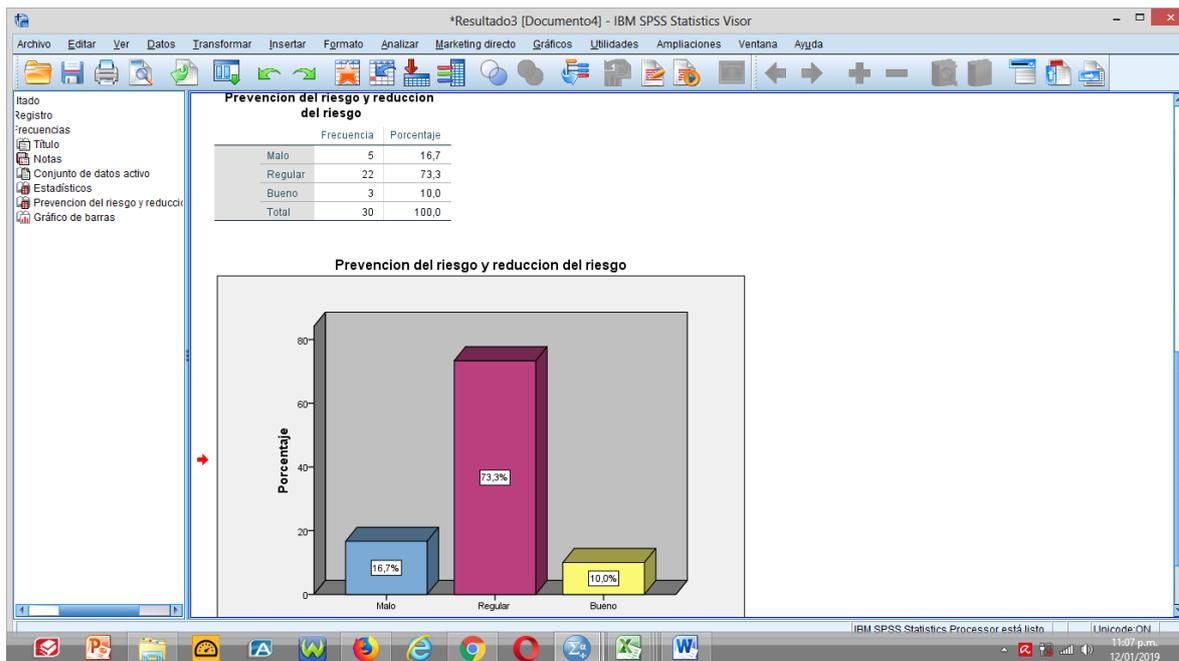 *Resultado3 [Documento4] - IBM SPSS Statistics Visor
Archivo Editar Ver Datos Transformar Insertar Formato Analizar Marketing directo Gráficos Utilidades Ampliaciones Ventana Ayuda
ltado
Registro
Frecuencias
Título
Notas
Conjunto de datos activo
Estadísticos
Prevencion del riesgo y reducci
Gráfico de barras
Prevencion del riesgo y reduccion
del riesgo
Frecuencia Porcentaje
Malo 5 16,7
Regular 22 73,3
Bueno 3 10,0
Total 30 100,0
Prevencion del riesgo y reduccion del riesgo
Porcentaje
80
60
40
20
0
73,3%
16,7%
10,0%
Malo Regular Bueno
IBM SPSS Statistics Processor está listo Unicode:ON
11:07 p.m.
12/01/2019